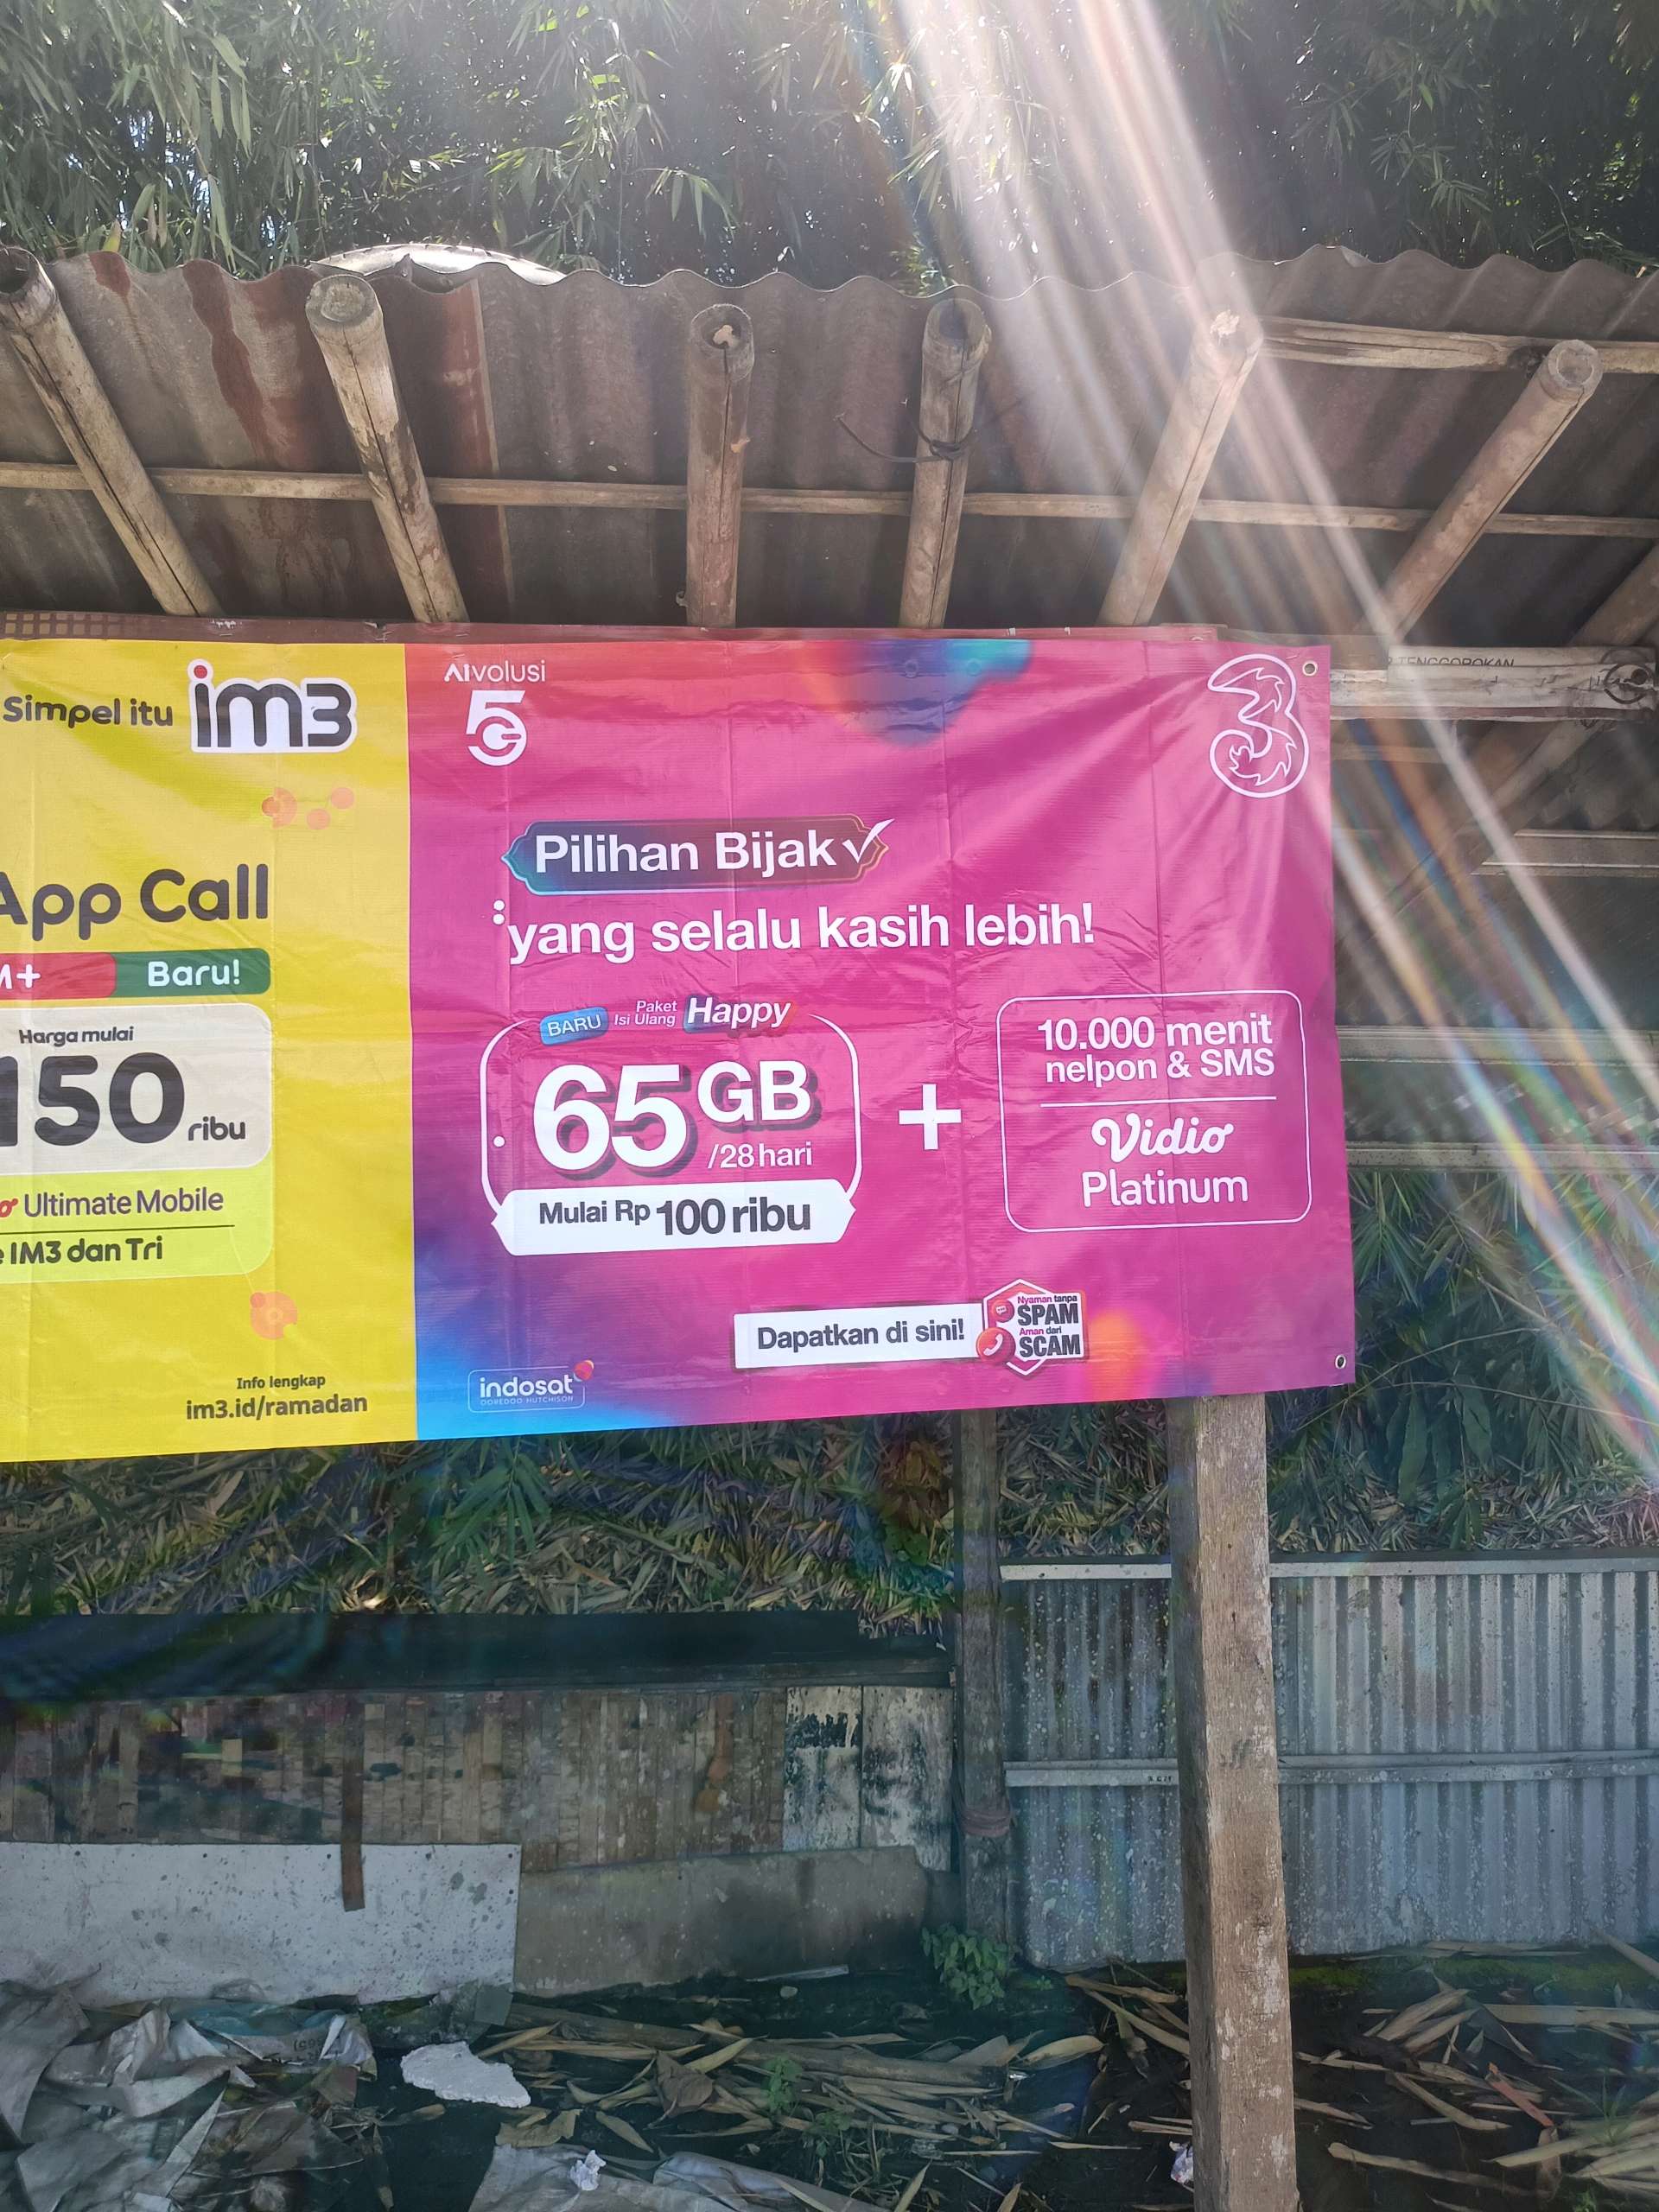 Simpel itu im3
App Call
Baru!
Harga mulai
150 ribu
Ultimate Mobile
IM3 dan Tri
Info lengkap
im3.id/ramadan
AIvolusi
5G
3
Pilihan Bijak
yang selalu kasih lebih!
BARU Paket Isi Ulang Happy
65 GB
/28 hari
Mulai Rp 100 ribu
+
10.000 menit
nelpon & SMS
Vidio
Platinum
Dapatkan di sini!
Nyaman tanpa
SPAM
Aman dari
SCAM
indosat
OOREDOO HUTCHISON
TENGGOROKAN